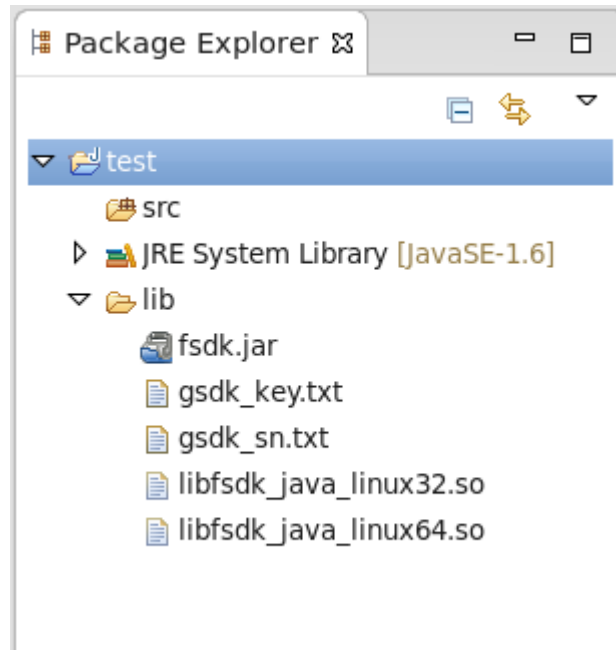 Package Explorer
test
src
JRE System Library [JavaSE-1.6]
lib
fsdk.jar
gsdk_key.txt
gsdk_sn.txt
libfsdk_java_linux32.so
libfsdk_java_linux64.so